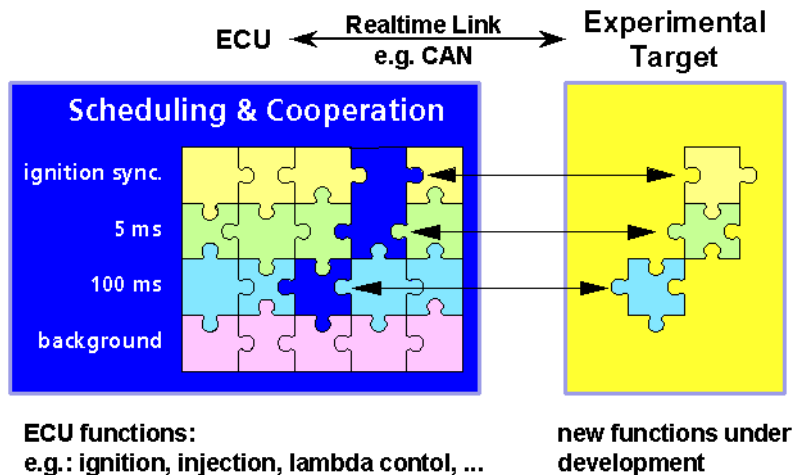 ECU
Realtime Link
e.g. CAN
Experimental
Target
Scheduling & Cooperation
ignition sync.
5 ms
100 ms
background
ECU functions:
e.g.: ignition, injection, lambda contol, ...
new functions under
development